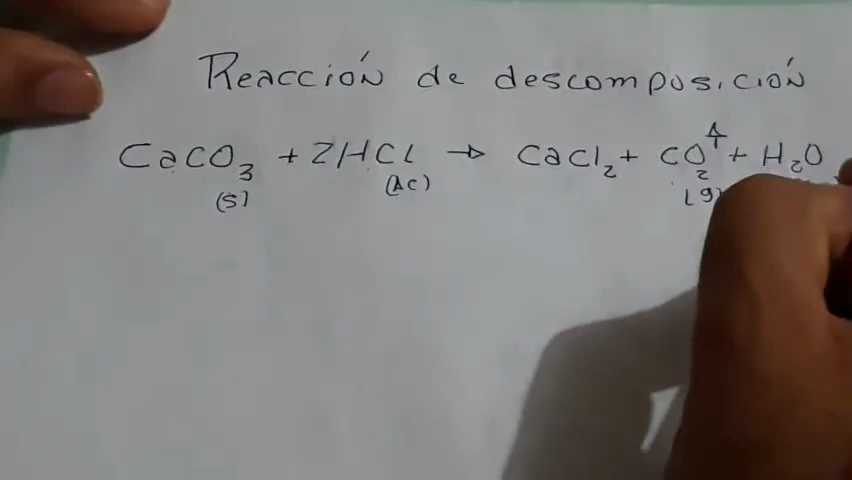 Reacción de descomposición
CaCO3 + 2HCl → CaCl2 + CO2↑ + H2O
(s) (Ac) (g)